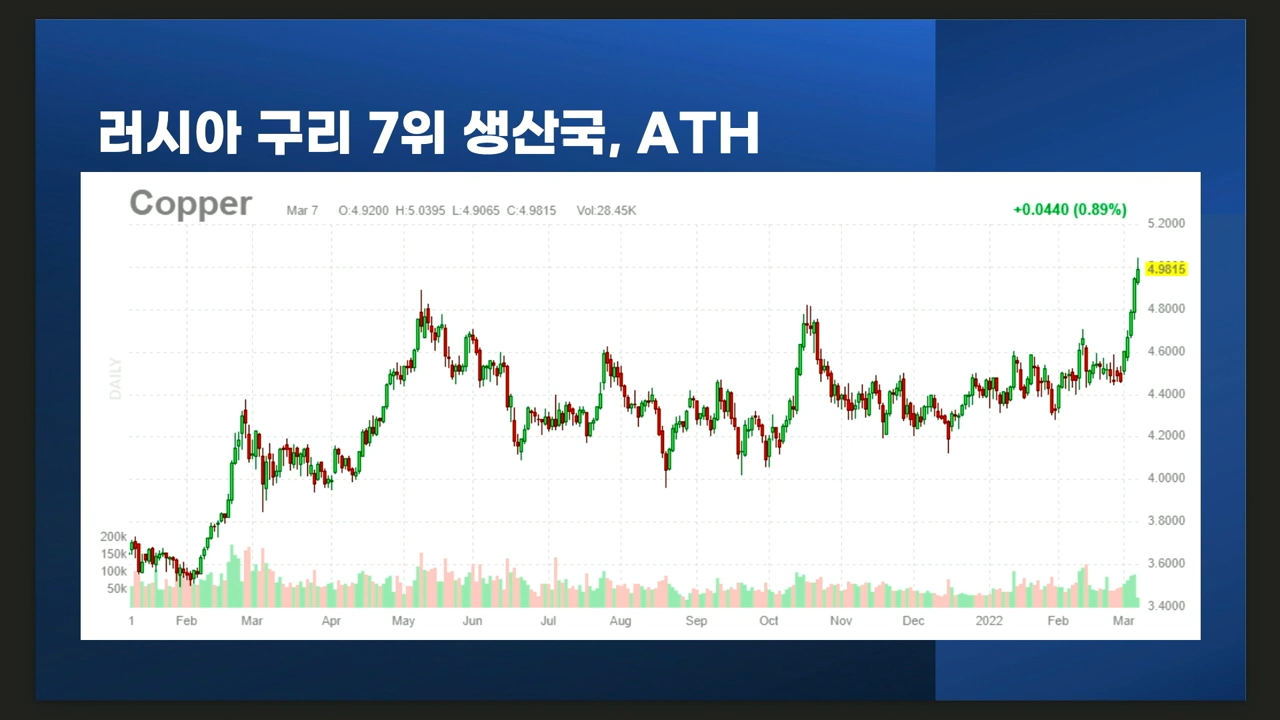 러시아 구리 7위 생산국, ATH
Copper Mar 7 O:4.9200 H:5.0395 L:4.9065 C:4.9815 Vol:28.45K +0.0440 (0.89%)
5.2000
4.9815
4.8000
4.6000
4.4000
4.2000
4.0000
3.8000
3.6000
3.4000
DAILY
200k
150k
100k
50k
1 Feb Mar Apr May Jun Jul Aug Sep Oct Nov Dec 2022 Feb Mar